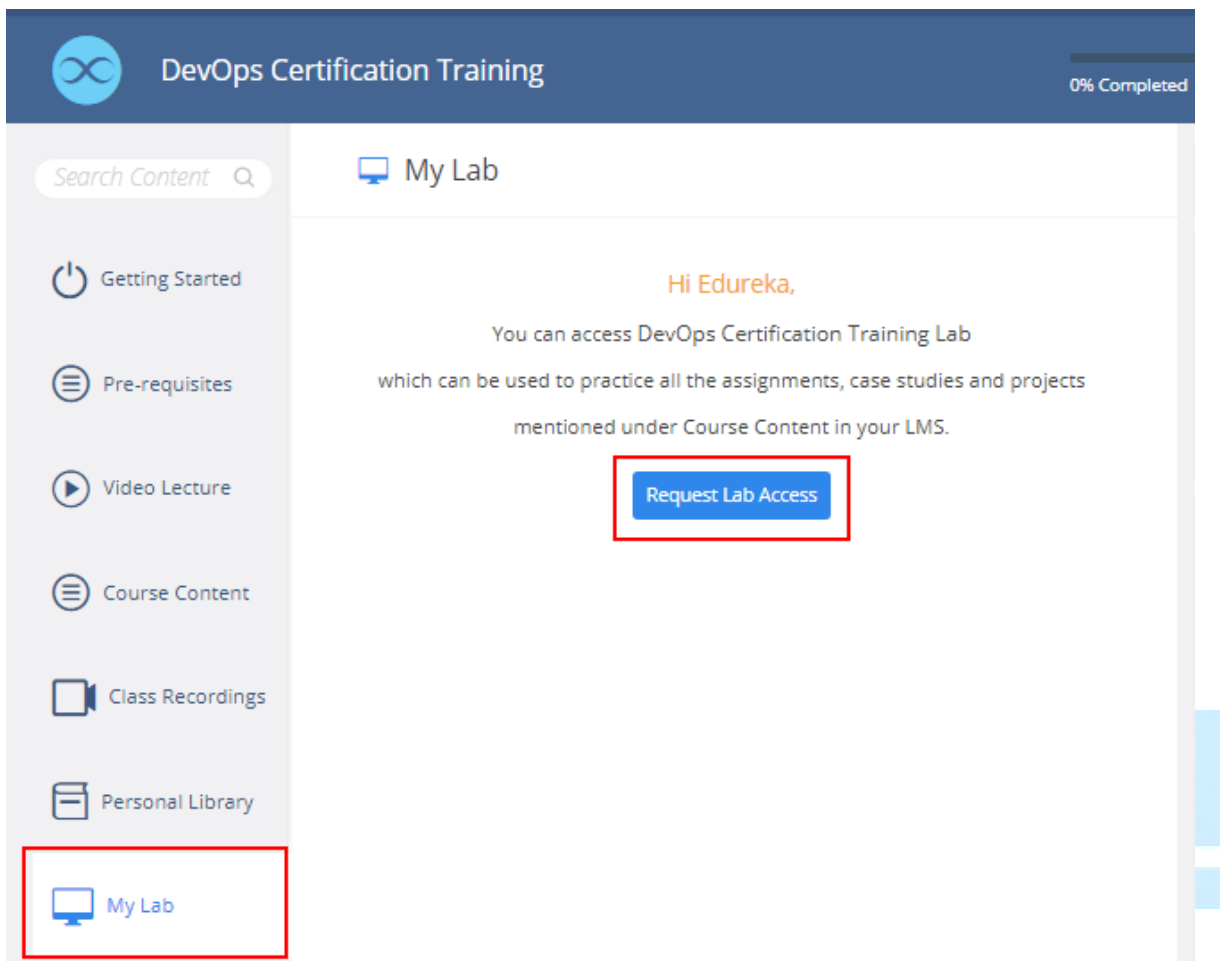 DevOps Certification Training
0% Completed
Search Content
My Lab
Getting Started
Pre-requisites
Video Lecture
Course Content
Class Recordings
Personal Library
My Lab
Hi Edureka,
You can access DevOps Certification Training Lab
which can be used to practice all the assignments, case studies and projects
mentioned under Course Content in your LMS.
Request Lab Access